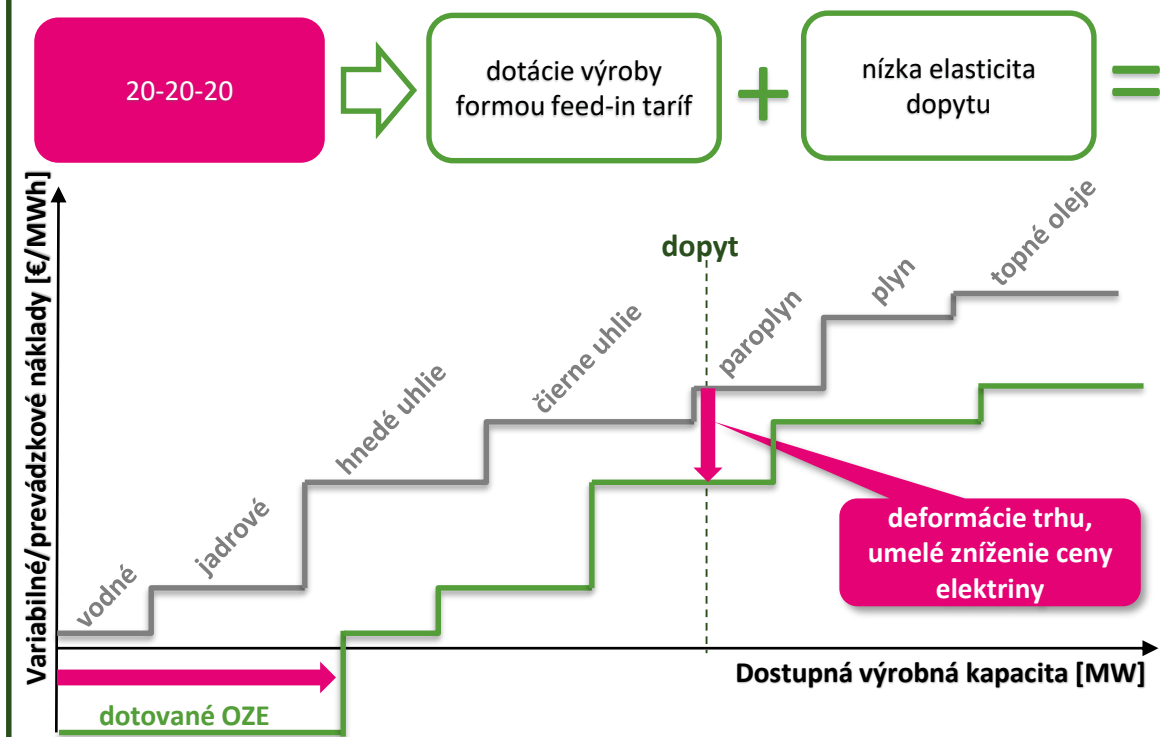 20-20-20
dotácie výroby
formou feed-in taríf
+
nízka elasticita
dopytu
=
Variabilné/prevádzkové náklady [€/MWh]
dopyt
vodné
jadrové
hnedé uhlie
čierne uhlie
paroplyn
plyn
topné oleje
deformácie trhu,
umelé zníženie ceny
elektriny
Dostupná výrobná kapacita [MW]
dotované OZE